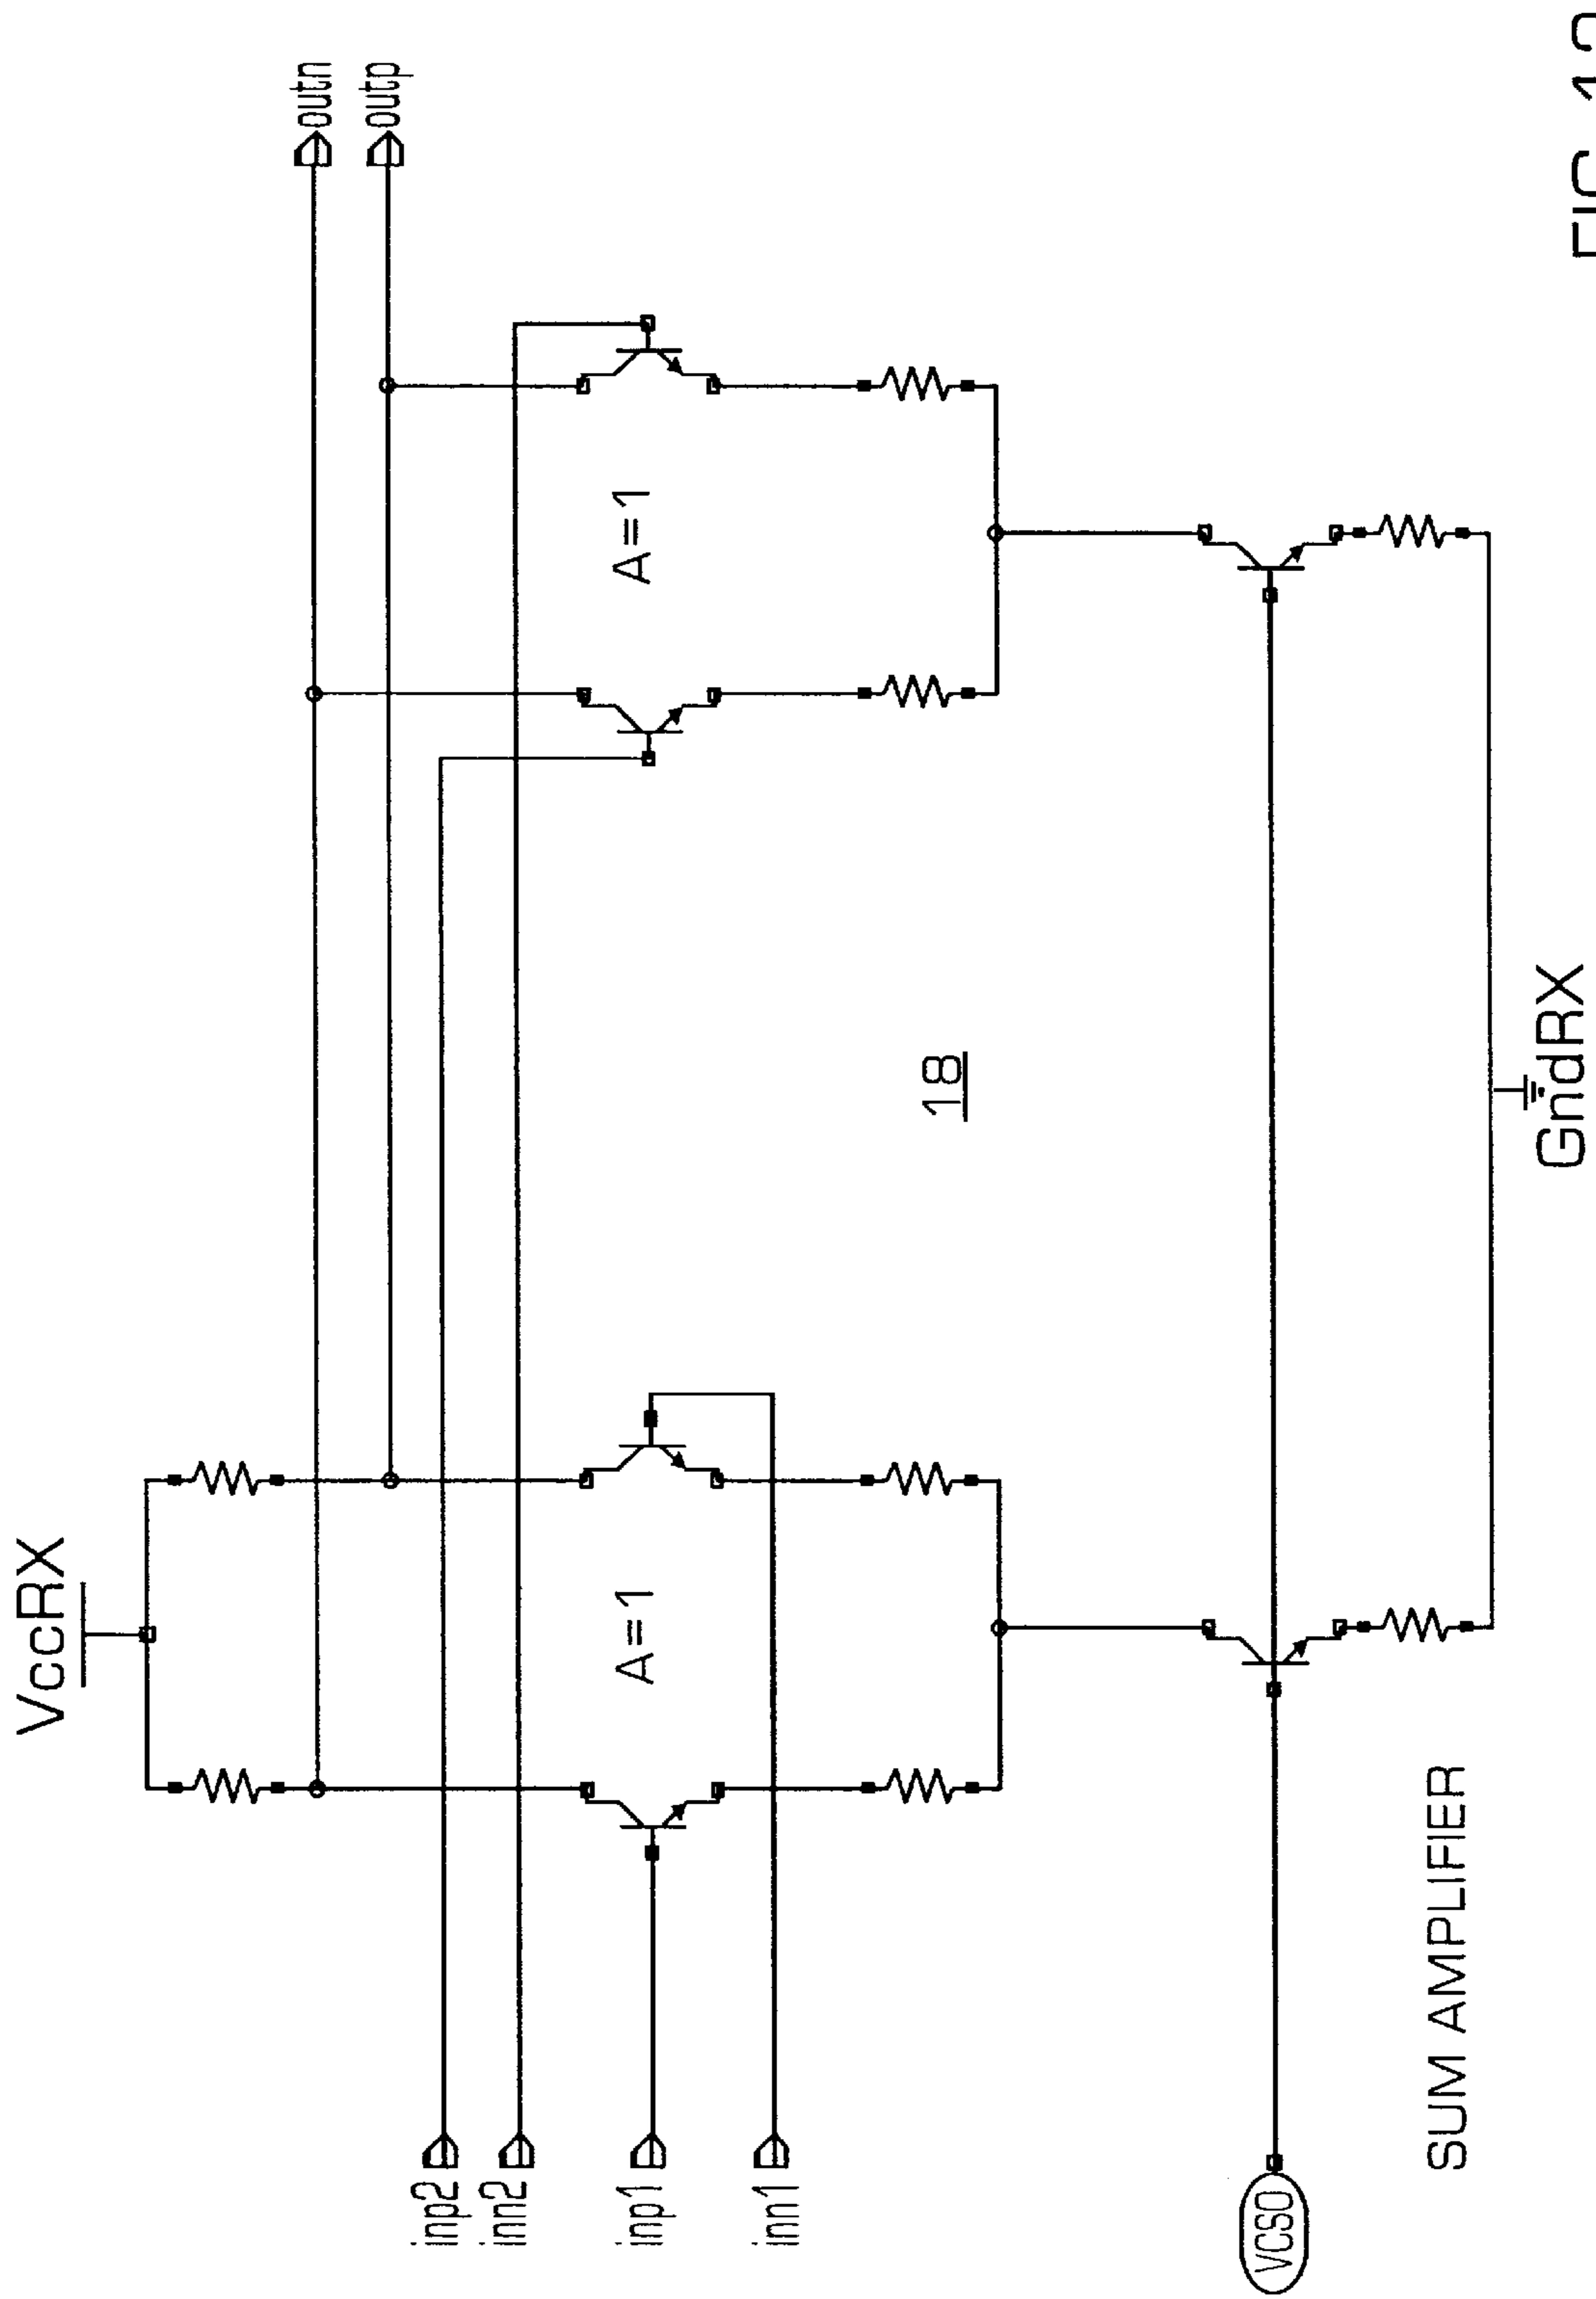 VccRX
outn
outp
inp2
inn2
inp1
inn1
A=1
A=1
18
VCSO
SUM AMPLIFIER
GndRX